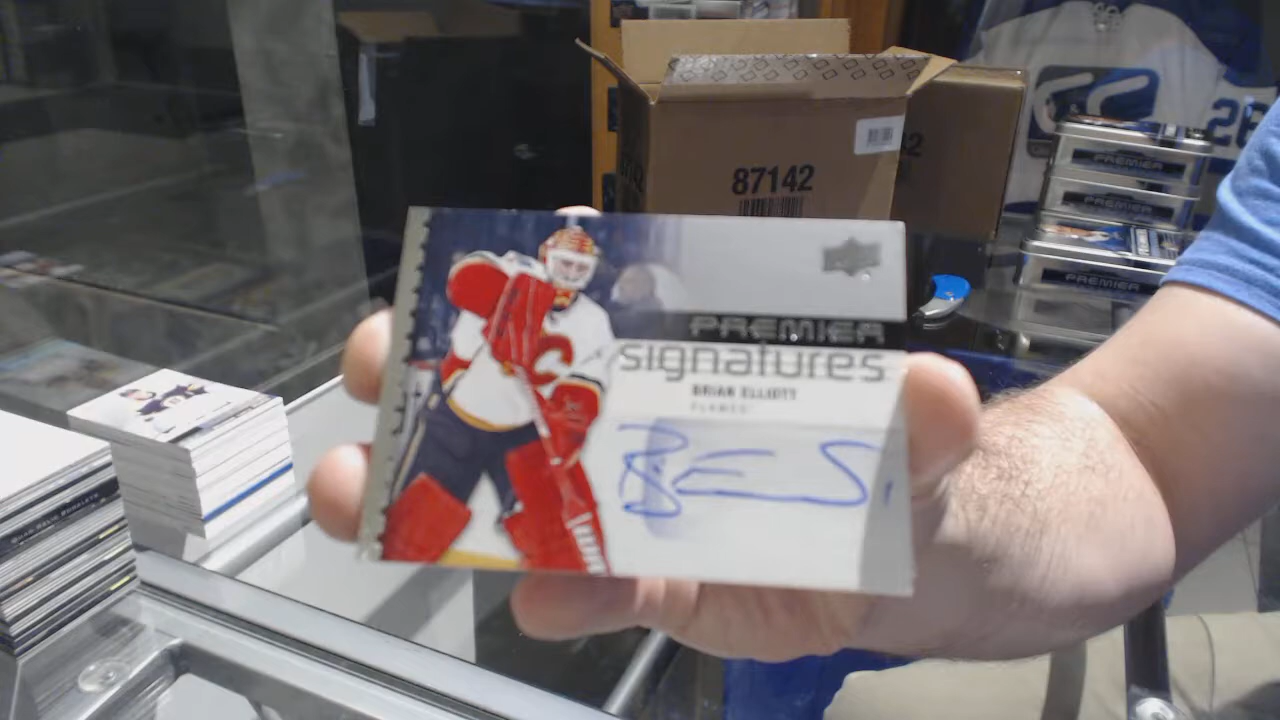 87142
PREMIER
PREMIER
PREMIER
PREMIER
signatures
BRIAN ELLIOTT
FLAMES